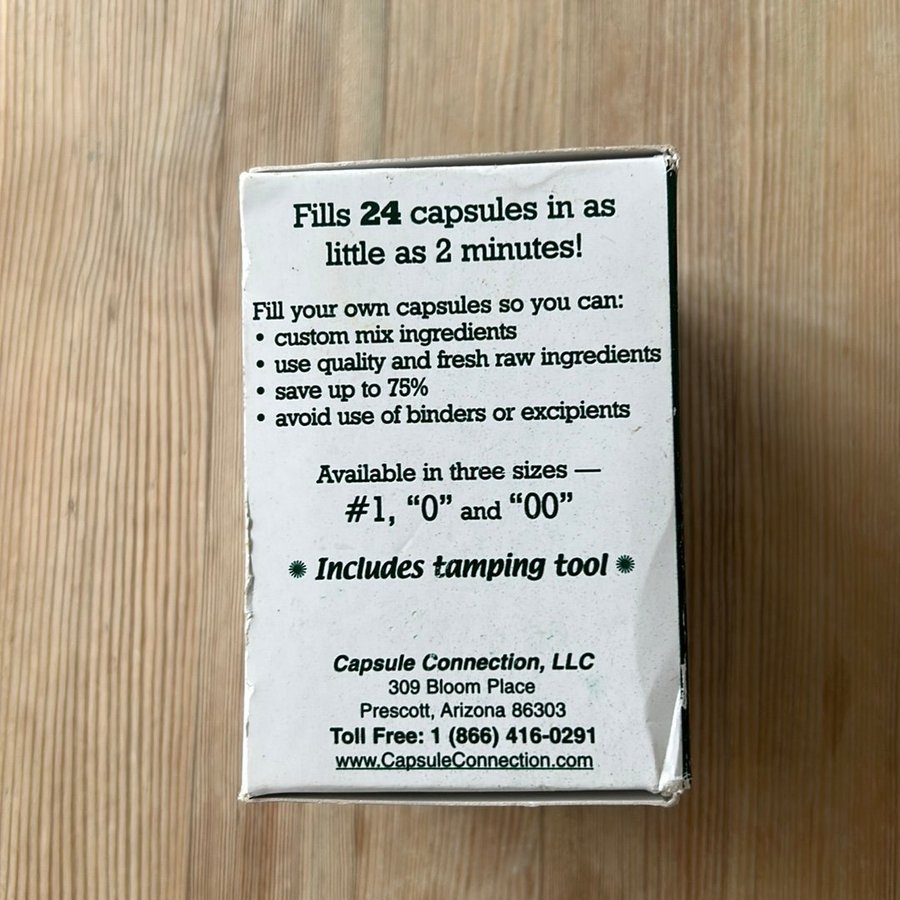 Fills 24 capsules in as
little as 2 minutes!
Fill your own capsules so you can:
• custom mix ingredients
• use quality and fresh raw ingredients
• save up to 75%
• avoid use of binders or excipients
Available in three sizes —
#1, “0” and “00”
Includes tamping tool
Capsule Connection, LLC
309 Bloom Place
Prescott, Arizona 86303
Toll Free: 1 (866) 416-0291
www.CapsuleConnection.com